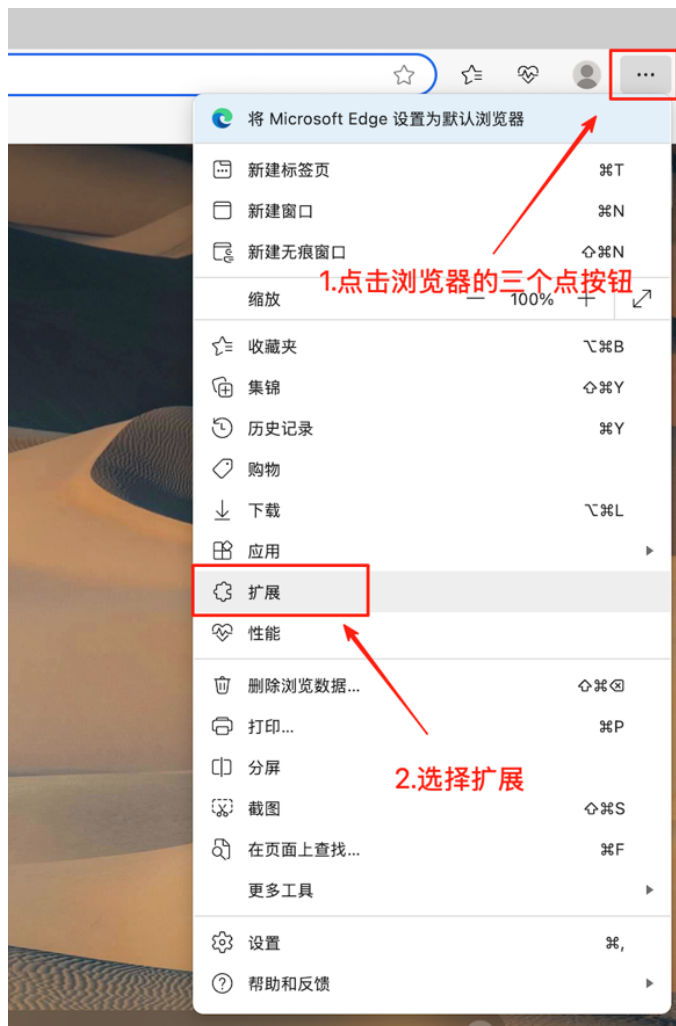 将 Microsoft Edge 设置为默认浏览器
新建标签页 ⌘T
新建窗口 ⌘N
新建无痕窗口 ⇧⌘N
1.点击浏览器的三个点按钮
缩放 — 100% +
收藏夹 ⌥⌘B
集锦 ⇧⌘Y
历史记录 ⌘Y
购物
下载 ⌥⌘L
应用
扩展
性能
删除浏览数据... ⇧⌘⌫
打印... ⌘P
分屏
2.选择扩展
截图 ⇧⌘S
在页面上查找... ⌘F
更多工具
设置 ⌘,
帮助和反馈